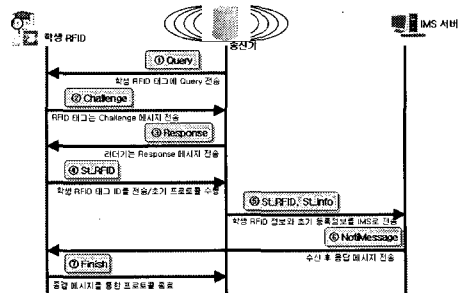 학생 RFID
송신기
IMS 서버
① Query
학생 RFID 태그에 Query 전송
② Challenge
RFID 태그는 Challenge 메시지 전송
③ Response
리더기는 Response 메시지 전송
④ St_RFID
학생 RFID 태그 ID를 전송/초기 프로토콜 수행
⑤ St_RFID, St_Info
학생 RFID 정보와 초기 등록정보를 IMS로 전송
⑥ NotiMessage
수신 후 응답 메시지 전송
⑦ Finish
종결 메시지를 통한 프로토콜 종료